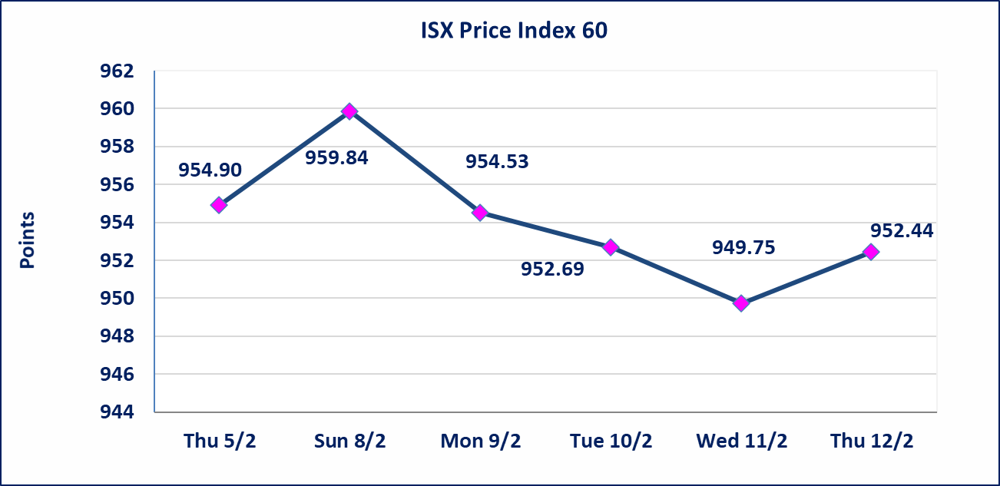 ISX Price Index 60
Points
962
960
958
956
954
952
950
948
946
944
954.90
959.84
954.53
952.69
949.75
952.44
Thu 5/2
Sun 8/2
Mon 9/2
Tue 10/2
Wed 11/2
Thu 12/2